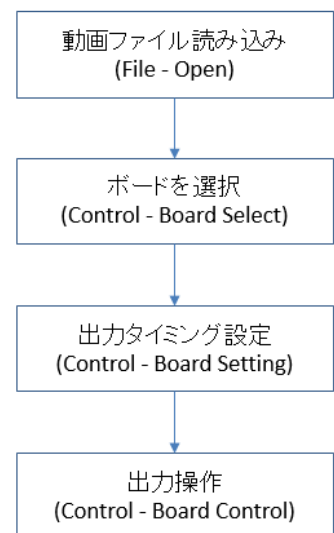 動画ファイル読み込み
(File - Open)
ボードを選択
(Control - Board Select)
出力タイミング設定
(Control - Board Setting)
出力操作
(Control - Board Control)